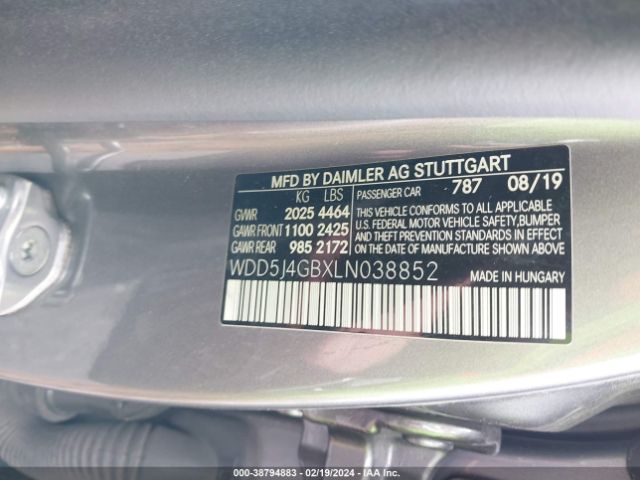 MFD BY DAIMLER AG STUTTGART
KG LBS PASSENGER CAR 787 08/19
GVWR 2025 4464 THIS VEHICLE CONFORMS TO ALL APPLICABLE
GAWR FRONT 1100 2425 U.S. FEDERAL MOTOR VEHICLE SAFETY, BUMPER
GAWR REAR 985 2172 AND THEFT PREVENTION STANDARDS IN EFFECT
ON THE DATE OF MANUFACTURE SHOWN ABOVE
WDD5J4GBXLN038852 MADE IN HUNGARY
000-38794883 - 02/19/2024 - IAA Inc.